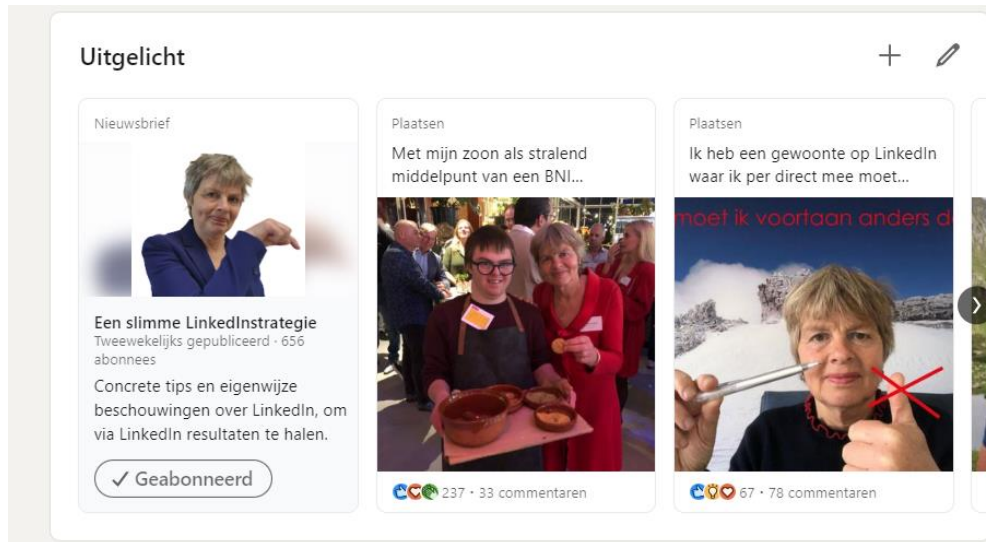 Uitgelicht
Nieuwsbrief
Een slimme LinkedInstrategie
Tweewekelijks gepubliceerd · 656
abonnees
Concrete tips en eigenwijze
beschouwingen over LinkedIn, om
via LinkedIn resultaten te halen.
Geabonneerd
Plaatsen
Met mijn zoon als stralend
middelpunt van een BNI...
237 · 33 commentaren
Plaatsen
Ik heb een gewoonte op LinkedIn
waar ik per direct mee moet...
moet ik voortaan anders d
67 · 78 commentaren